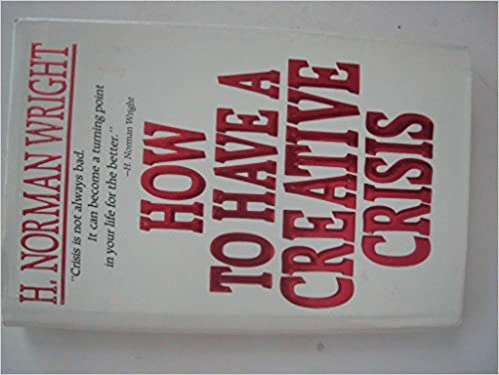 H. NORMAN WRIGHT
"Crisis is not always bad.
It can become a turning point
in your life for the better."
—H. Norman Wright
HOW
TO HAVE A
CREATIVE
CRISIS